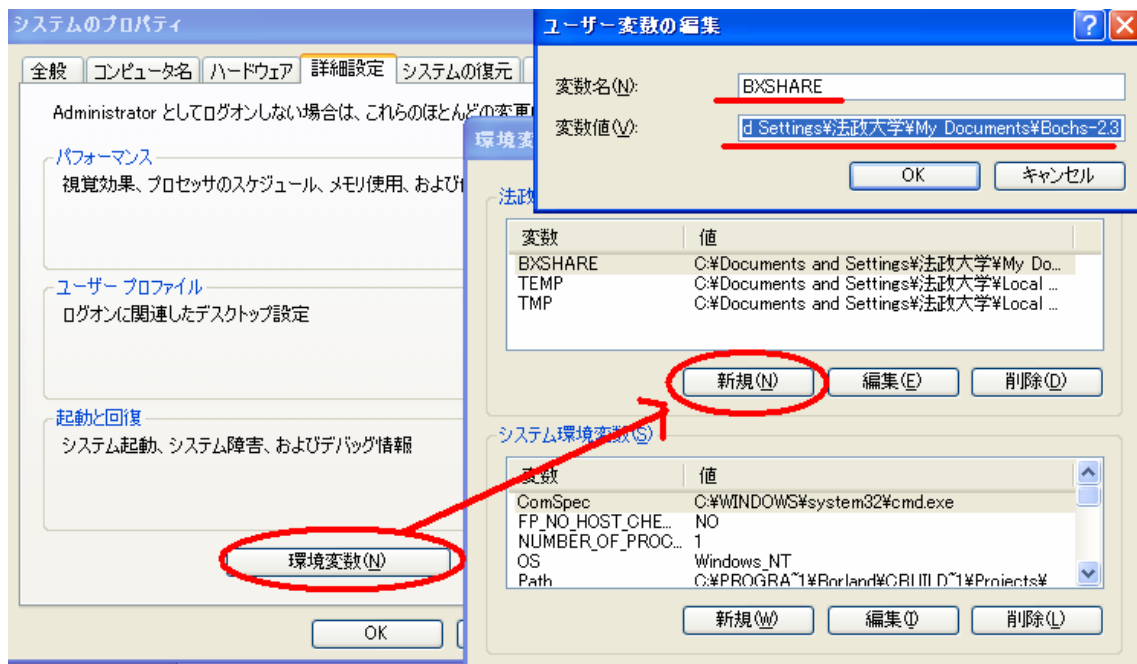 システムのプロパティ
全般 コンピュータ名 ハードウェア 詳細設定 システムの復元
Administrator としてログオンしない場合は、これらのほとんどの変更
パフォーマンス
視覚効果、プロセッサのスケジュール、メモリ使用、および
ユーザー プロファイル
ログオンに関連したデスクトップ設定
起動と回復
システム起動、システム障害、およびデバッグ情報
環境変数(N)
OK
ユーザー変数の編集
変数名(N):
BXSHARE
変数値(V):
d Settings¥法政大学¥My Documents¥Bochs-2.3
OK キャンセル
環境変
法政
変数 値
BXSHARE C:¥Documents and Settings¥法政大学¥My Do...
TEMP C:¥Documents and Settings¥法政大学¥Local ...
TMP C:¥Documents and Settings¥法政大学¥Local ...
新規(N) 編集(E) 削除(D)
システム環境変数(S)
変数 値
ComSpec C:¥WINDOWS¥system32¥cmd.exe
FP_NO_HOST_CHE... NO
NUMBER_OF_PROC... 1
OS Windows_NT
Path C:¥PROGRA~1¥Borland¥CBUILD~1¥Projects¥
新規(W) 編集(I) 削除(L)